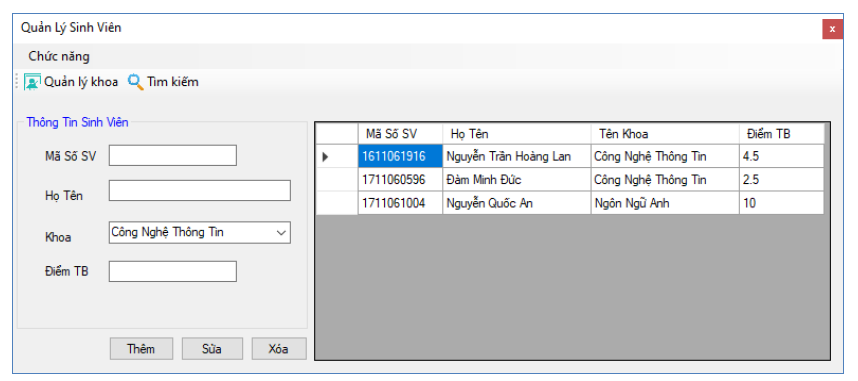 Quản Lý Sinh Viên
x
Chức năng
Quản lý khoa Tìm kiếm
Thông Tin Sinh Viên
Mã Số SV
Họ Tên
Khoa Công Nghệ Thông Tin
Điểm TB
Thêm Sửa Xóa
Mã Số SV Họ Tên Tên Khoa Điểm TB
1611061916 Nguyễn Trần Hoàng Lan Công Nghệ Thông Tin 4.5
1711060596 Đàm Minh Đức Công Nghệ Thông Tin 2.5
1711061004 Nguyễn Quốc An Ngôn Ngữ Anh 10